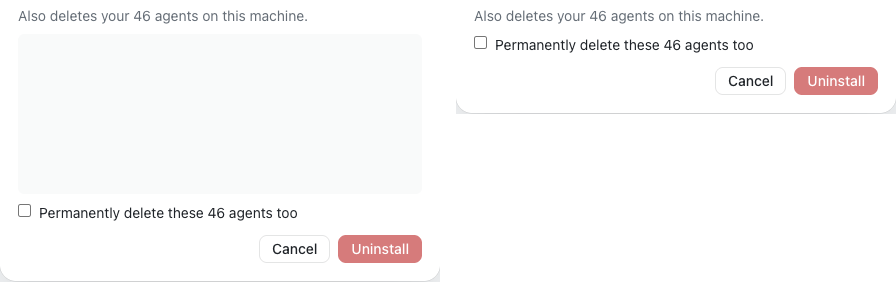 Also deletes your 46 agents on this machine.
Permanently delete these 46 agents too
Cancel Uninstall
Also deletes your 46 agents on this machine.
Permanently delete these 46 agents too
Cancel Uninstall